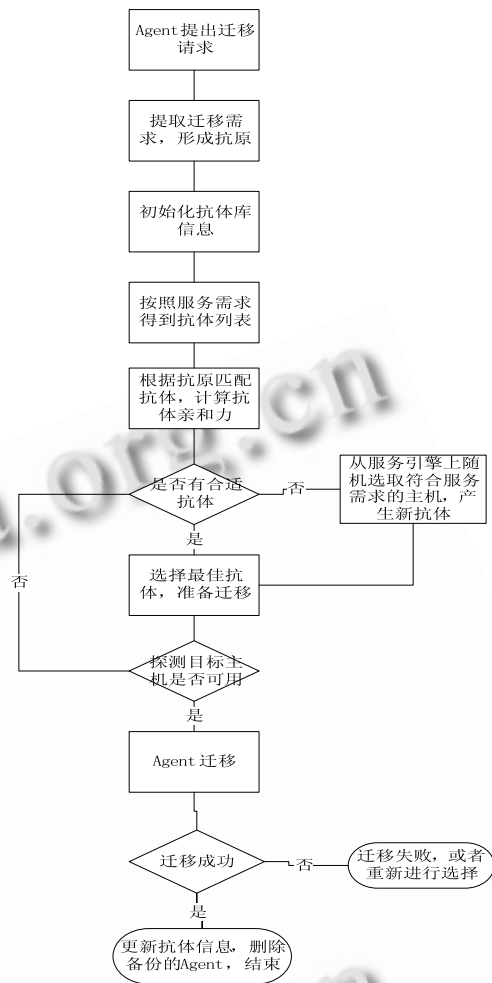 Agent提出迁移
请求
提取迁移需
求，形成抗原
初始化抗体库
信息
按照服务需求
得到抗体列表
根据抗原匹配
抗体，计算抗
体亲和力
是否有合适
抗体
否
从服务引擎上随
机选取符合服务
需求的主机，产
生新抗体
是
选择最佳抗
体，准备迁移
否
探测目标主
机是否可用
是
Agent 迁移
迁移成功
否
迁移失败，或者
重新进行选择
是
更新抗体信息，删除
备份的Agent，结束
.org.cn